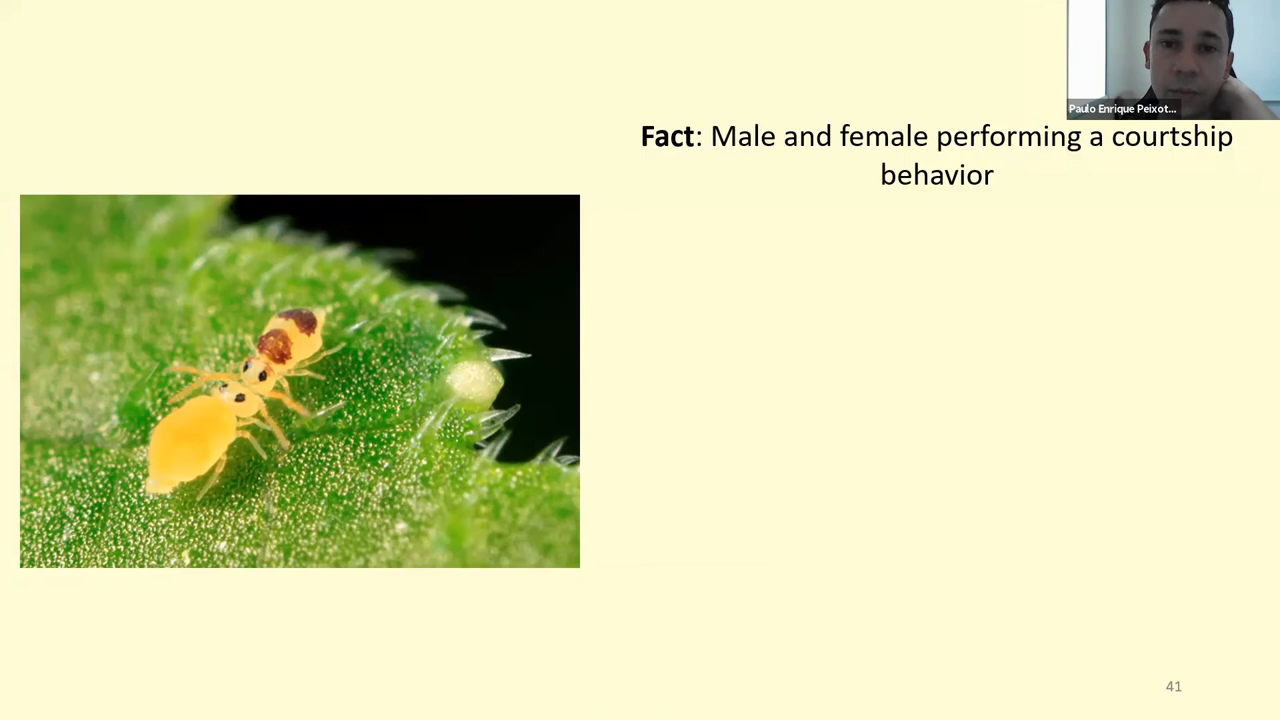 Paulo Enrique Peixot...
Fact: Male and female performing a courtship
behavior
41